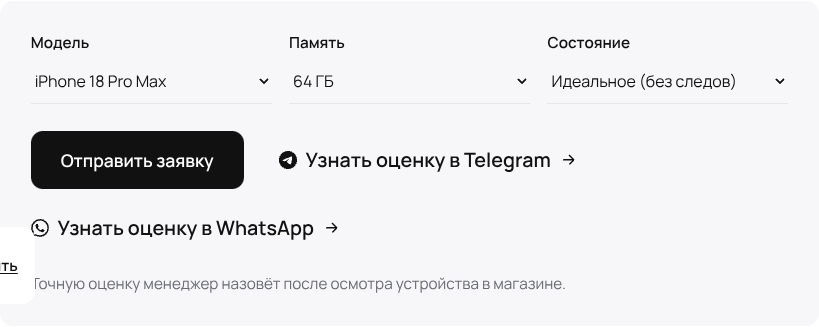 Модель Память Состояние
iPhone 18 Pro Max 64 ГБ Идеальное (без следов)
Отправить заявку Узнать оценку в Telegram →
Узнать оценку в WhatsApp →
ть
Точную оценку менеджер назовёт после осмотра устройства в магазине.